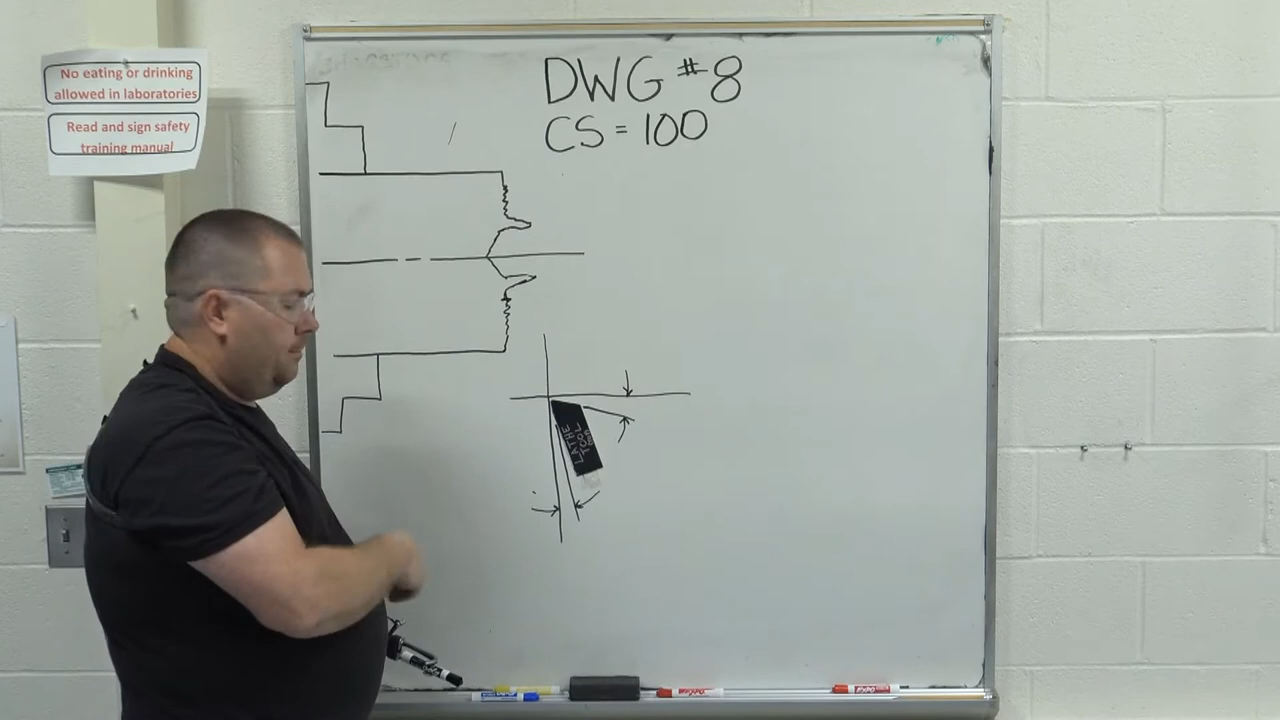 No eating or drinking
allowed in laboratories
Read and sign safety
training manual
DWG #8
CS = 100
LATHE
TOOL